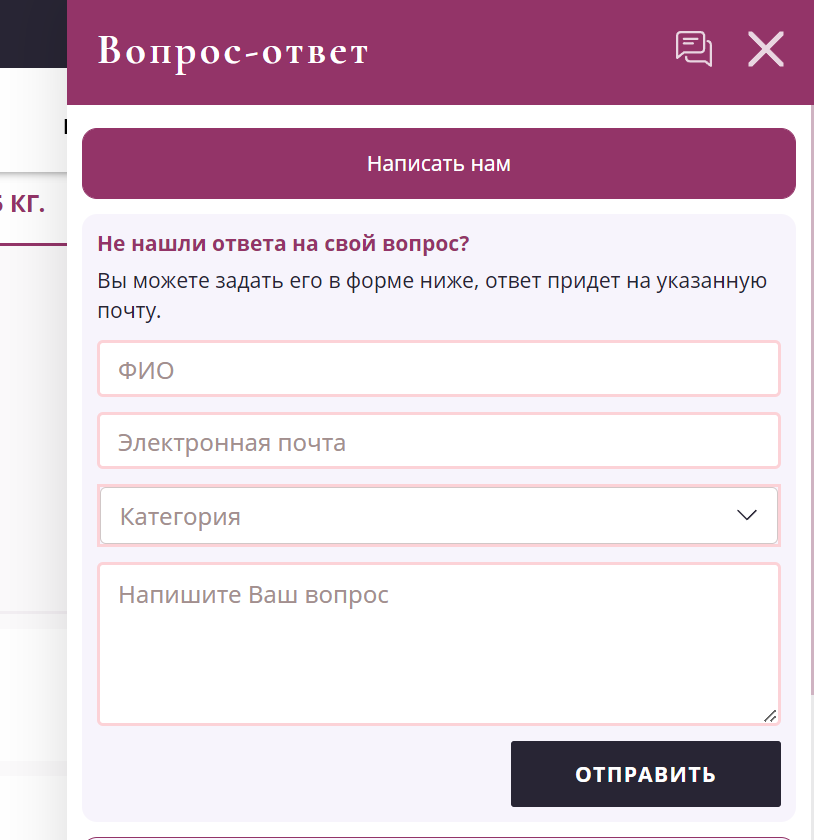 Вопрос-ответ
Написать нам
КГ.
Не нашли ответа на свой вопрос?
Вы можете задать его в форме ниже, ответ придет на указанную
почту.
ФИО
Электронная почта
Категория
Напишите Ваш вопрос
ОТПРАВИТЬ